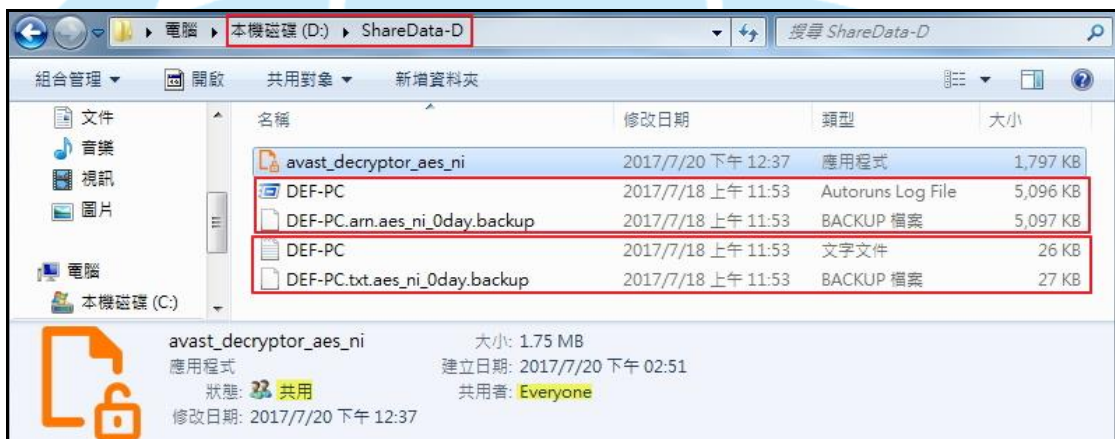 電腦 ▸ 本機磁碟 (D:) ▸ ShareData-D
搜尋 ShareData-D
組合管理 ▼ 開啟 共用對象 ▼ 新增資料夾
文件
音樂
視訊
圖片
電腦
本機磁碟 (C:)
名稱 修改日期 類型 大小
avast_decryptor_aes_ni 2017/7/20 下午 12:37 應用程式 1,797 KB
DEF-PC 2017/7/18 上午 11:53 Autoruns Log File 5,096 KB
DEF-PC.arn.aes_ni_0day.backup 2017/7/18 上午 11:53 BACKUP 檔案 5,097 KB
DEF-PC 2017/7/18 上午 11:53 文字文件 26 KB
DEF-PC.txt.aes_ni_0day.backup 2017/7/18 上午 11:53 BACKUP 檔案 27 KB
avast_decryptor_aes_ni 大小: 1.75 MB
應用程式 建立日期: 2017/7/20 下午 02:51
狀態: 共用 共用者: Everyone
修改日期: 2017/7/20 下午 12:37